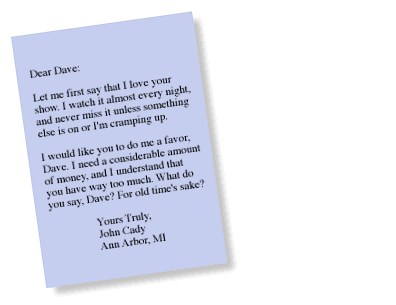 Dear Dave:
Let me first say that I love your
show. I watch it almost every night,
and never miss it unless something
else is on or I'm cramping up.
I would like you to do me a favor,
Dave. I need a considerable amount
of money, and I understand that
you have way too much. What do
you say, Dave? For old time's sake?
Yours Truly,
John Cady
Ann Arbor, MI